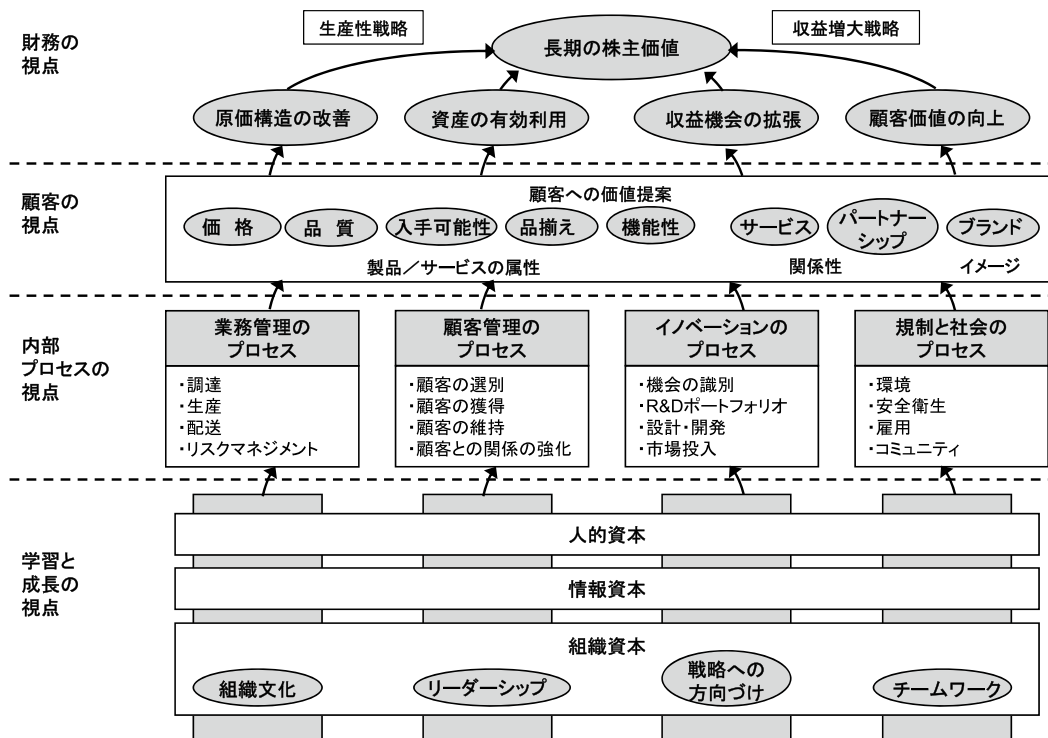 財務の
視点
生産性戦略
収益増大戦略
長期の株主価値
原価構造の改善
資産の有効利用
収益機会の拡張
顧客価値の向上
顧客の
視点
顧客への価値提案
価 格
品 質
入手可能性
品揃え
機能性
サービス
パートナー
シップ
ブランド
製品／サービスの属性
関係性
イメージ
内部
プロセスの
視点
業務管理の
プロセス
・調達
・生産
・配送
・リスクマネジメント
顧客管理の
プロセス
・顧客の選別
・顧客の獲得
・顧客の維持
・顧客との関係の強化
イノベーションの
プロセス
・機会の識別
・R&Dポートフォリオ
・設計・開発
・市場投入
規制と社会の
プロセス
・環境
・安全衛生
・雇用
・コミュニティ
学習と
成長の
視点
人的資本
情報資本
組織資本
組織文化
リーダーシップ
戦略への
方向づけ
チームワーク